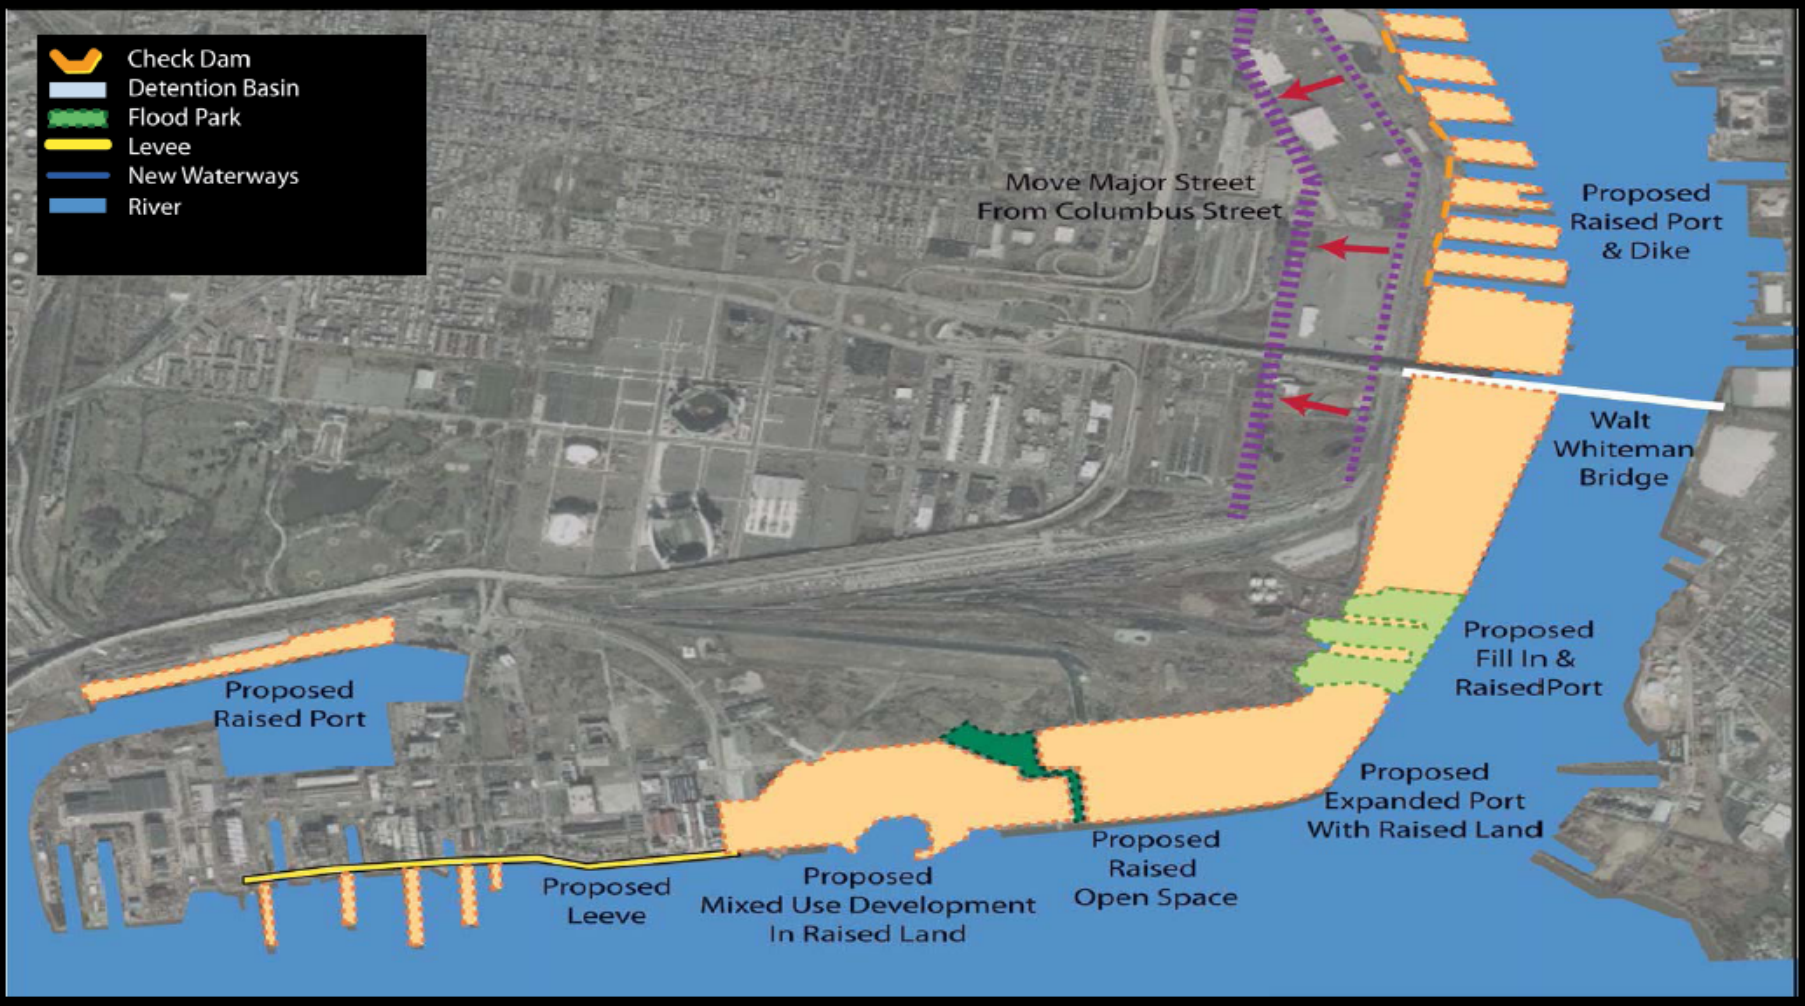 Check Dam
Detention Basin
Flood Park
Levee
New Waterways
River
Move Major Street
From Columbus Street
Proposed
Raised Port
& Dike
Walt
Whiteman
Bridge
Proposed
Fill In &
RaisedPort
Proposed
Raised Port
Proposed
Expanded Port
With Raised Land
Proposed
Raised
Open Space
Proposed
Mixed Use Development
In Raised Land
Proposed
Leeve